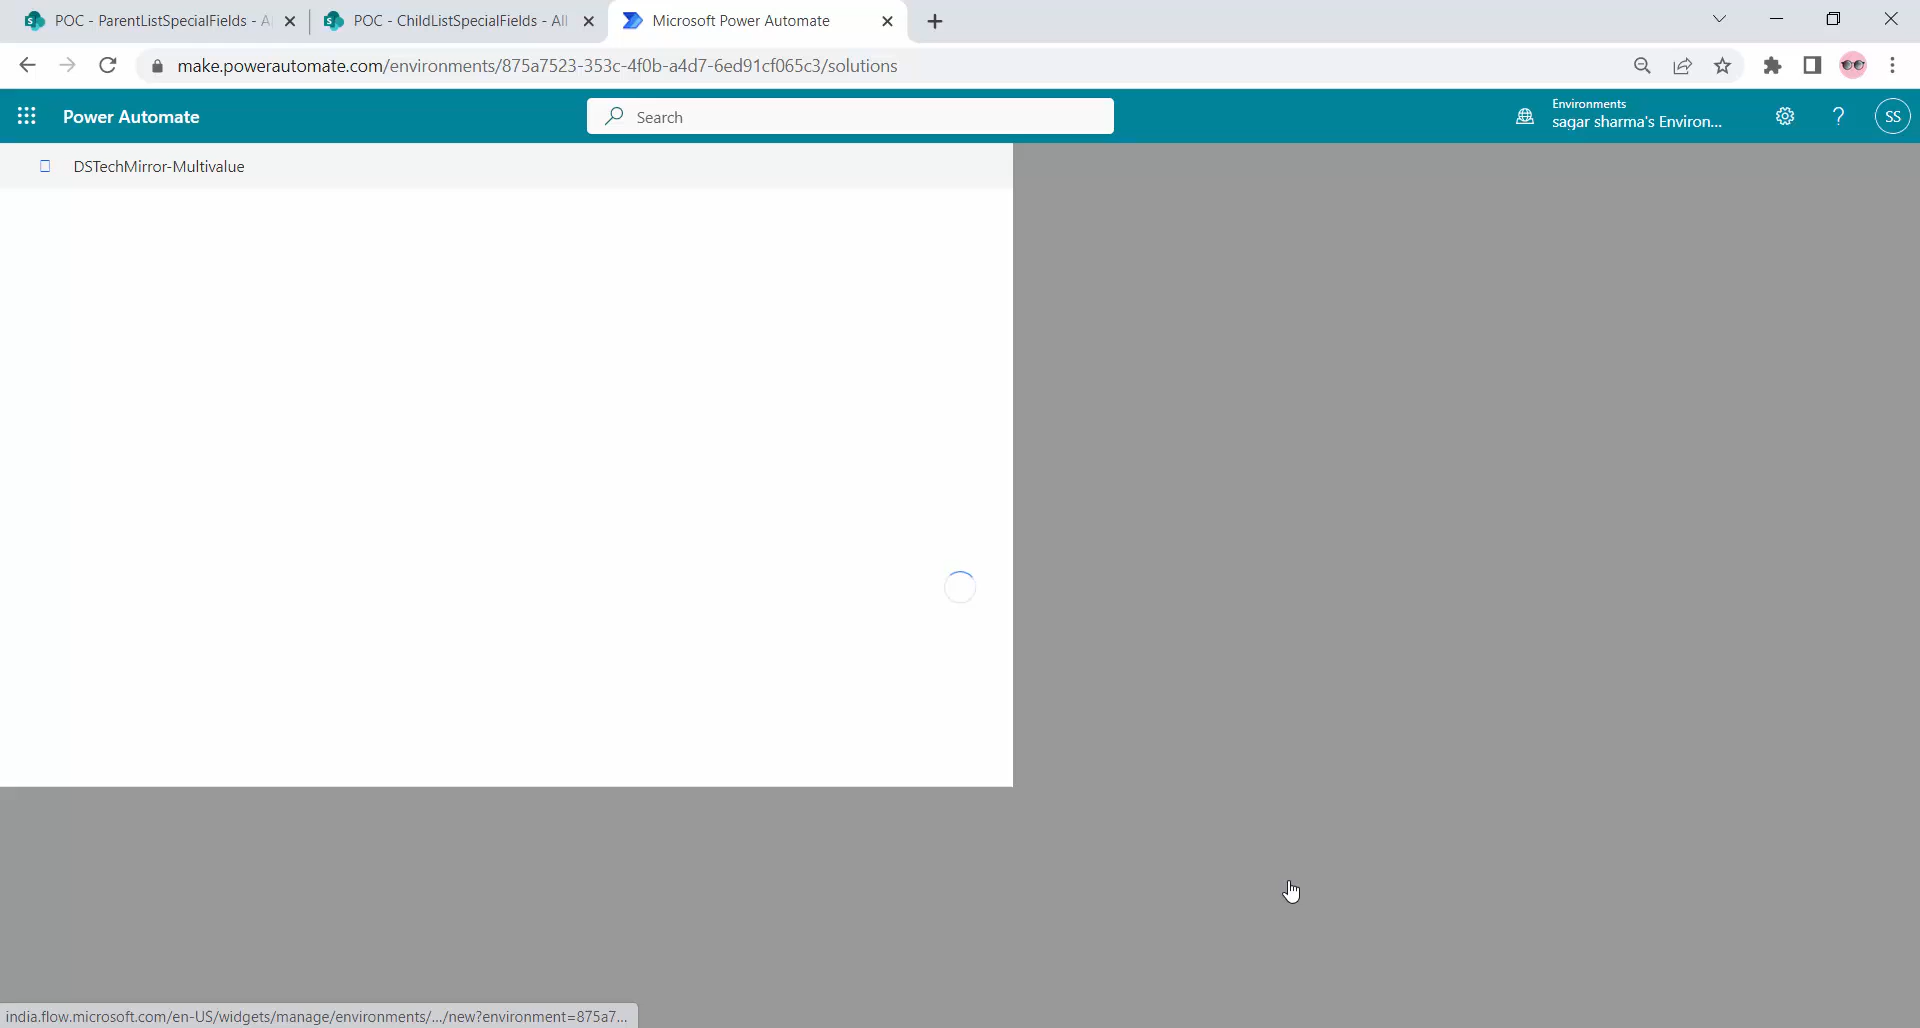 POC - ParentListSpecialFields - A
POC - ChildListSpecialFields - All
Microsoft Power Automate
make.powerautomate.com/environments/875a7523-353c-4f0b-a4d7-6ed91cf065c3/solutions
Power Automate
Search
Environments
sagar sharma's Environ...
?
SS
DSTechMirror-Multivalue
india.flow.microsoft.com/en-US/widgets/manage/environments/.../new?environment=875a7...